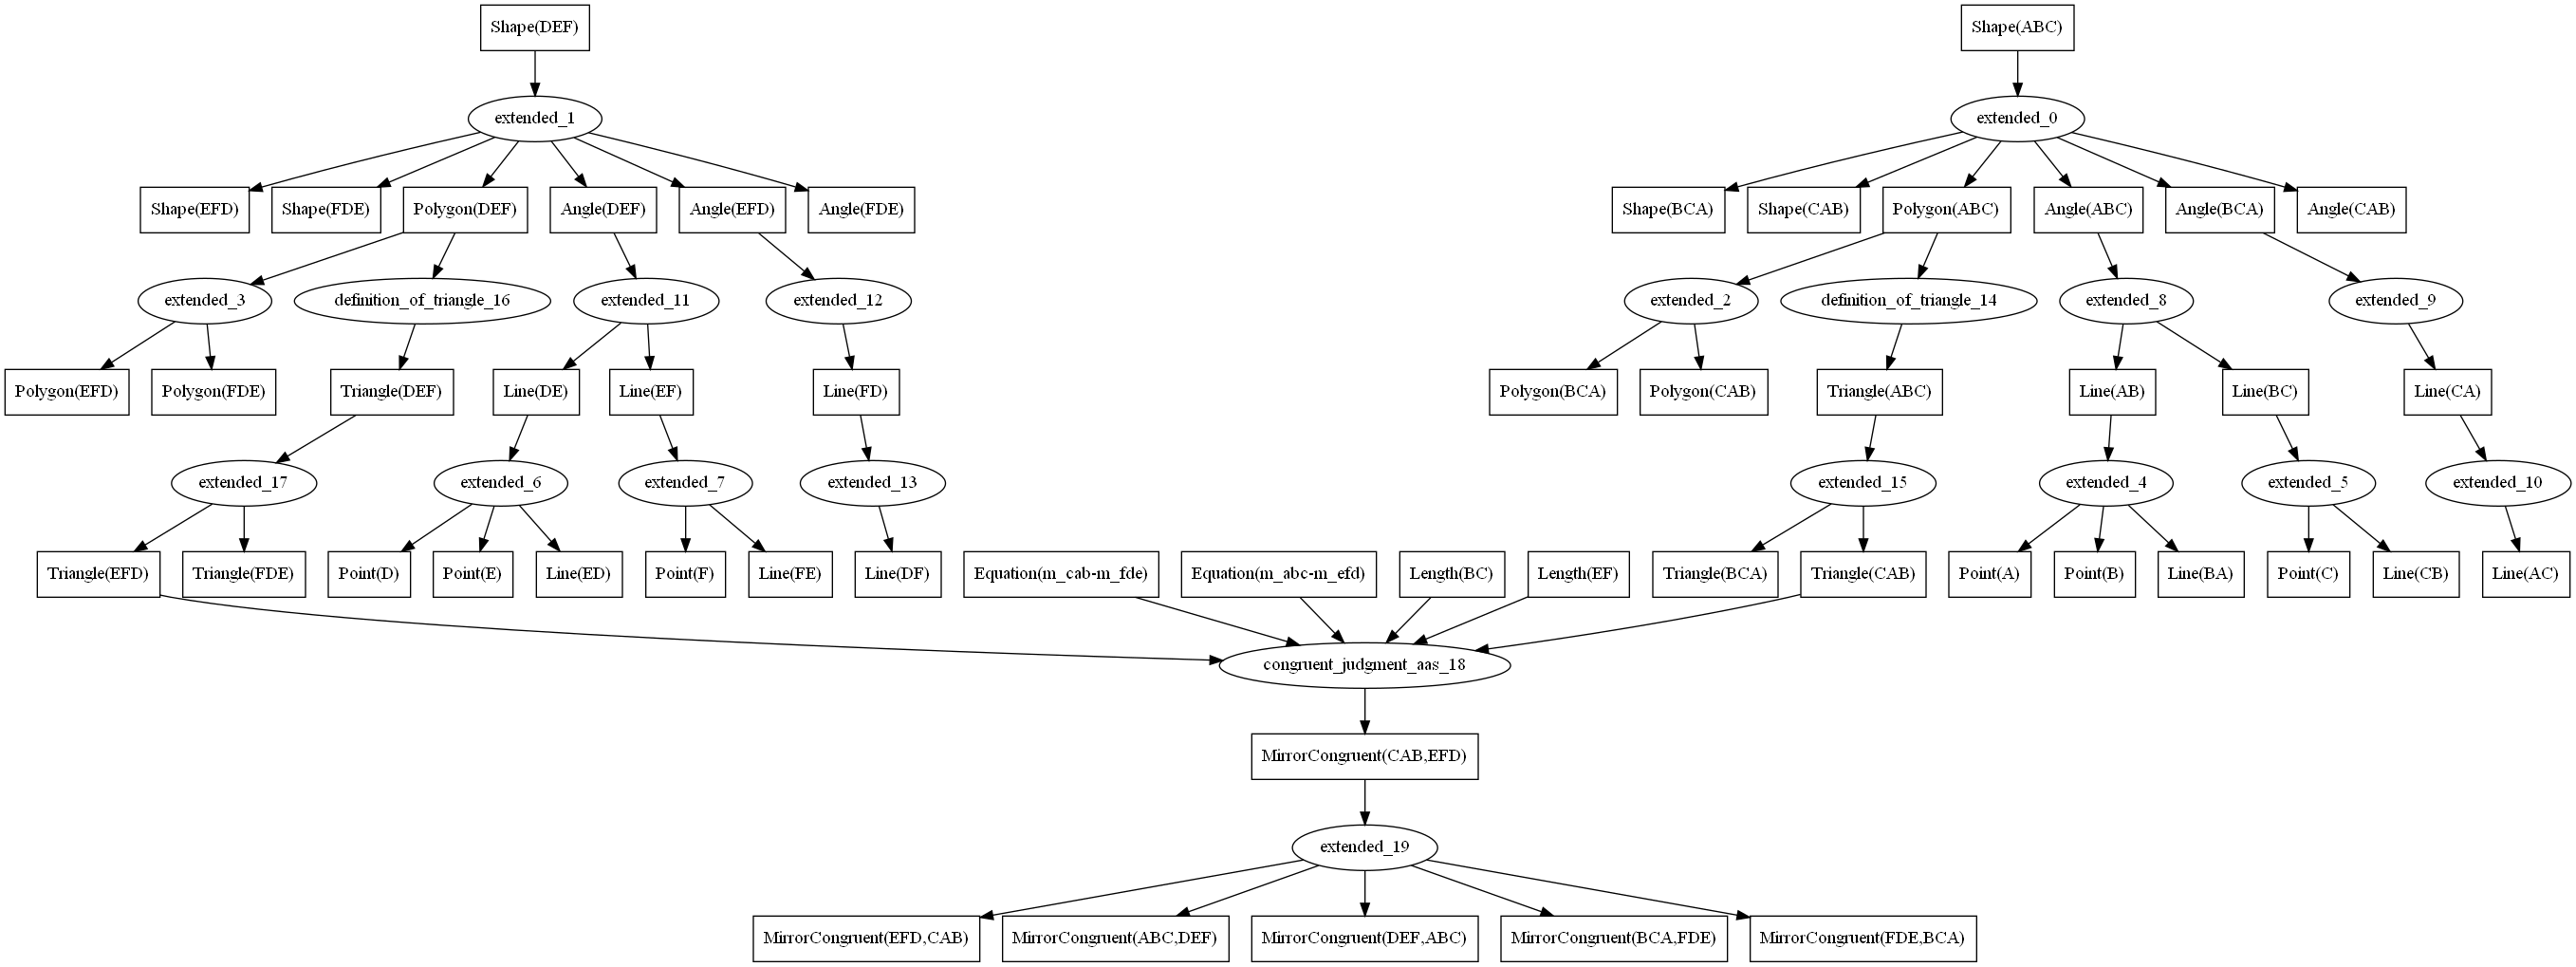 Shape(DEF)
Shape(ABC)
extended_1
extended_0
Shape(EFD)
Shape(FDE)
Polygon(DEF)
Angle(DEF)
Angle(EFD)
Angle(FDE)
Shape(BCA)
Shape(CAB)
Polygon(ABC)
Angle(ABC)
Angle(BCA)
Angle(CAB)
extended_3
definition_of_triangle_16
extended_11
extended_12
extended_2
definition_of_triangle_14
extended_8
extended_9
Polygon(EFD)
Polygon(FDE)
Triangle(DEF)
Line(DE)
Line(EF)
Line(FD)
Polygon(BCA)
Polygon(CAB)
Triangle(ABC)
Line(AB)
Line(BC)
Line(CA)
extended_17
extended_6
extended_7
extended_13
extended_15
extended_4
extended_5
extended_10
Triangle(EFD)
Triangle(FDE)
Point(D)
Point(E)
Line(ED)
Point(F)
Line(FE)
Line(DF)
Equation(m_cab-m_fde)
Equation(m_abc-m_efd)
Length(BC)
Length(EF)
Triangle(BCA)
Triangle(CAB)
Point(A)
Point(B)
Line(BA)
Point(C)
Line(CB)
Line(AC)
congruent_judgment_aas_18
MirrorCongruent(CAB,EFD)
extended_19
MirrorCongruent(EFD,CAB)
MirrorCongruent(ABC,DEF)
MirrorCongruent(DEF,ABC)
MirrorCongruent(BCA,FDE)
MirrorCongruent(FDE,BCA)